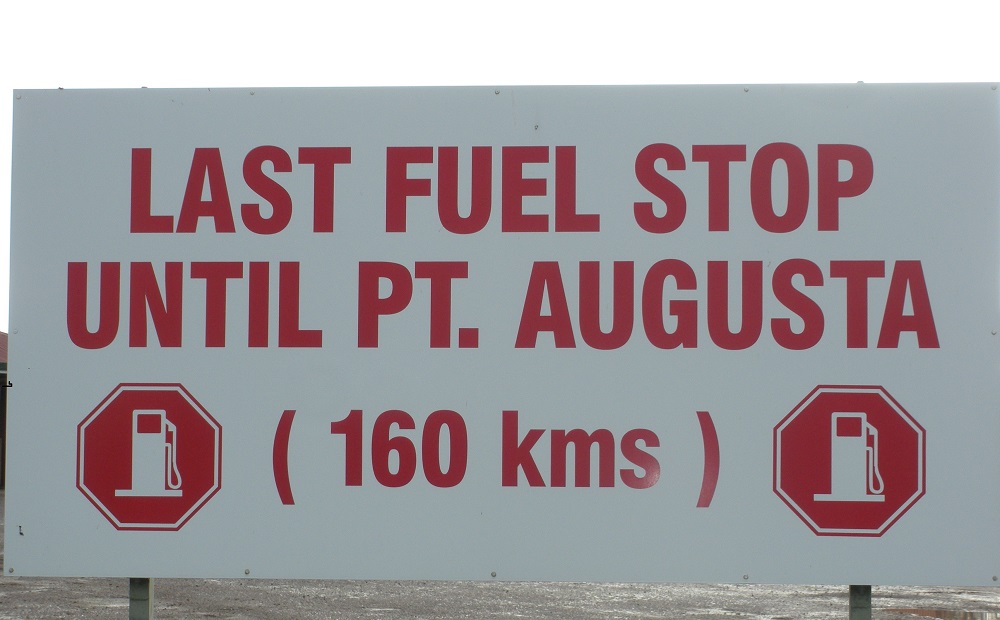 LAST FUEL STOP
UNTIL PT. AUGUSTA
( 160 kms )